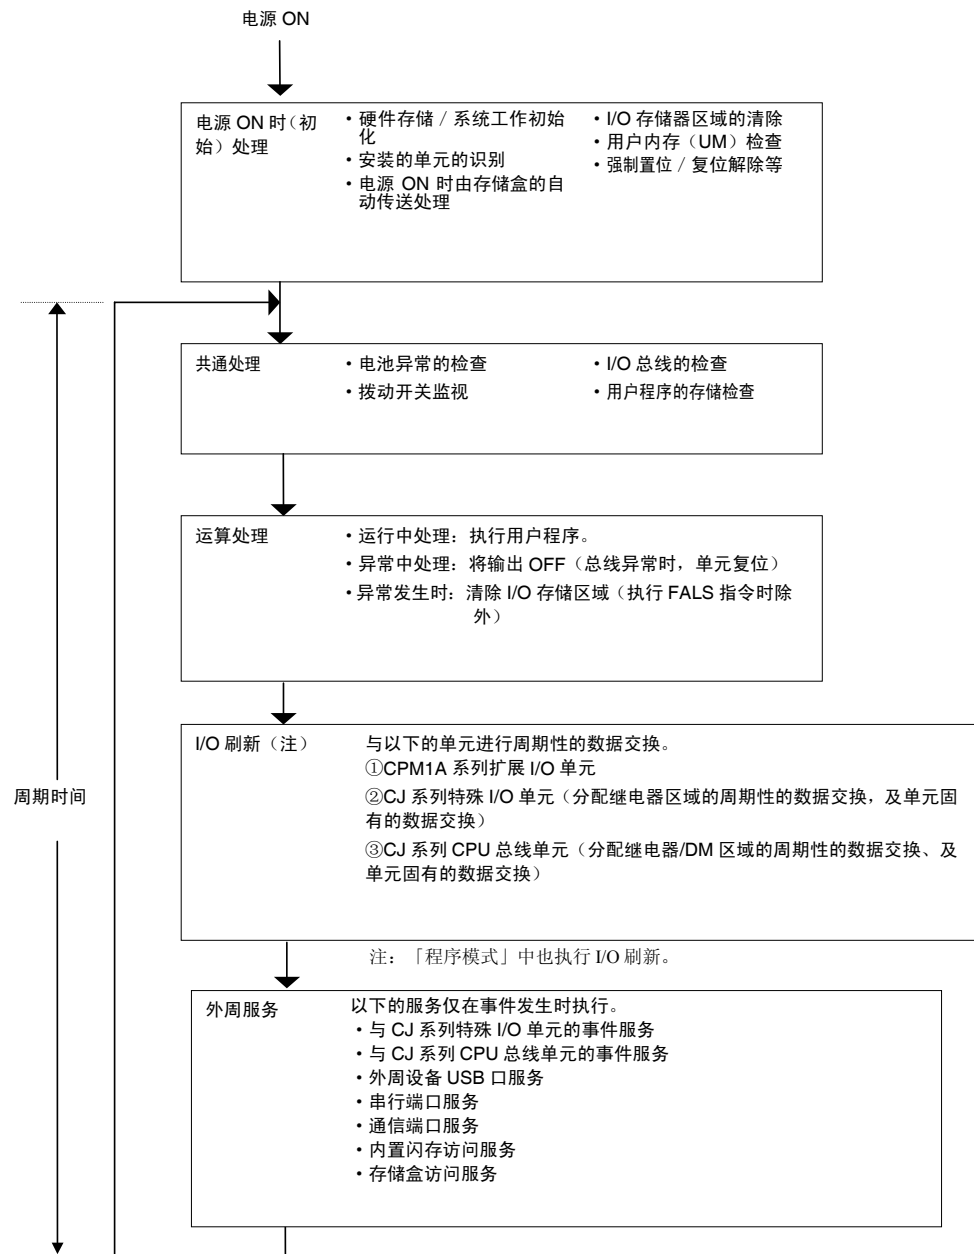 电源 ON
电源 ON 时（初
始）处理
・硬件存储 / 系统工作初始
化
・安装的单元的识别
・电源 ON 时由存储盒的自
动传送处理
・I/O 存储器区域的清除
・用户内存（UM）检查
・强制置位 / 复位解除等
共通处理
・电池异常的检查
・拨动开关监视
・I/O 总线的检查
・用户程序的存储检查
运算处理
・运行中处理：执行用户程序。
・异常中处理：将输出 OFF（总线异常时，单元复位）
・异常发生时：清除 I/O 存储区域（执行 FALS 指令时除
外）
I/O 刷新（注）
与以下的单元进行周期性的数据交换。
①CPM1A 系列扩展 I/O 单元
②CJ 系列特殊 I/O 单元（分配继电器区域的周期性的数据交换，及单元固
有的数据交换）
③CJ 系列 CPU 总线单元（分配继电器/DM 区域的周期性的数据交换、及
单元固有的数据交换）
周期时间
注：「程序模式」中也执行 I/O 刷新。
外周服务
以下的服务仅在事件发生时执行。
・与 CJ 系列特殊 I/O 单元的事件服务
・与 CJ 系列 CPU 总线单元的事件服务
・外周设备 USB 口服务
・串行端口服务
・通信端口服务
・内置闪存访问服务
・存储盒访问服务